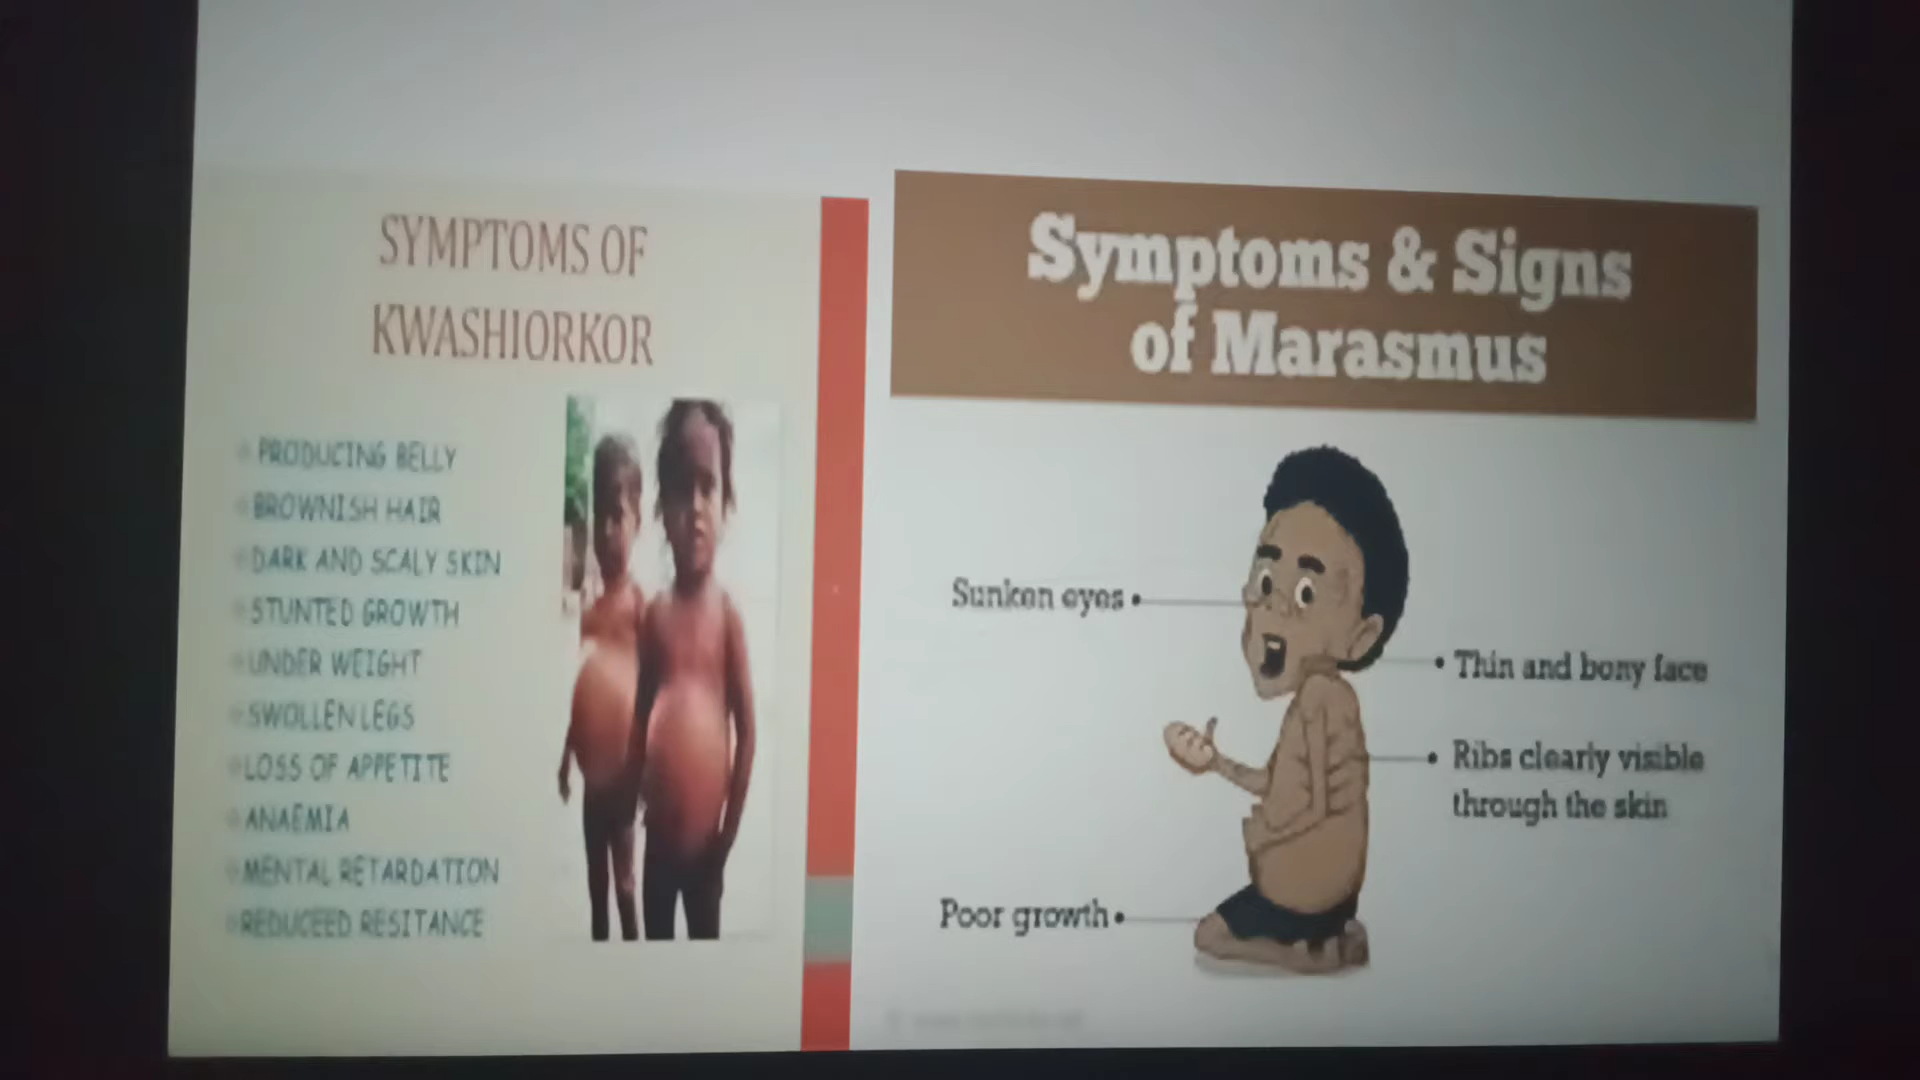 SYMPTOMS OF
KWASHIORKOR
PRODUCING BELLY
BROWNISH HAIR
DARK AND SCALY SKIN
STUNTED GROWTH
UNDER WEIGHT
SWOLLEN LEGS
LOSS OF APPETITE
ANAEMIA
MENTAL RETARDATION
REDUCEED RESITANCE
Symptoms & Signs
of Marasmus
Sunken eyes
Thin and bony face
Ribs clearly visible
through the skin
Poor growth